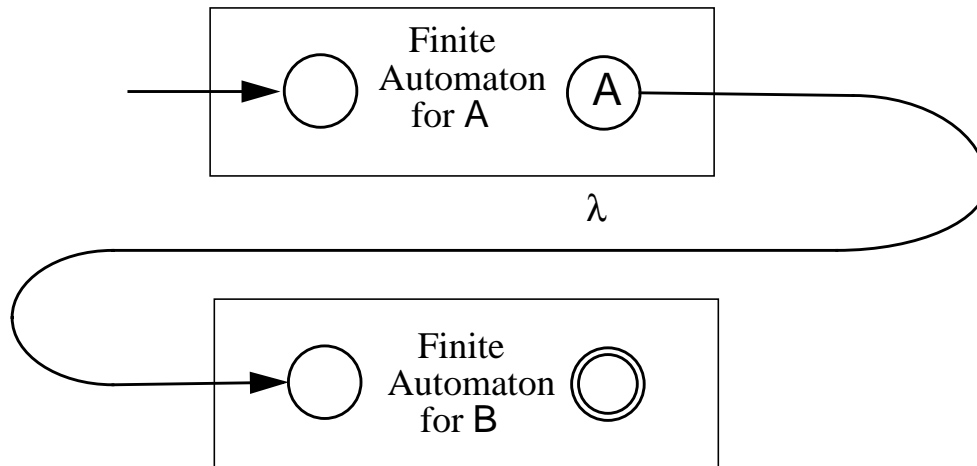 Finite
Automaton
for A
A
λ
Finite
Automaton
for B